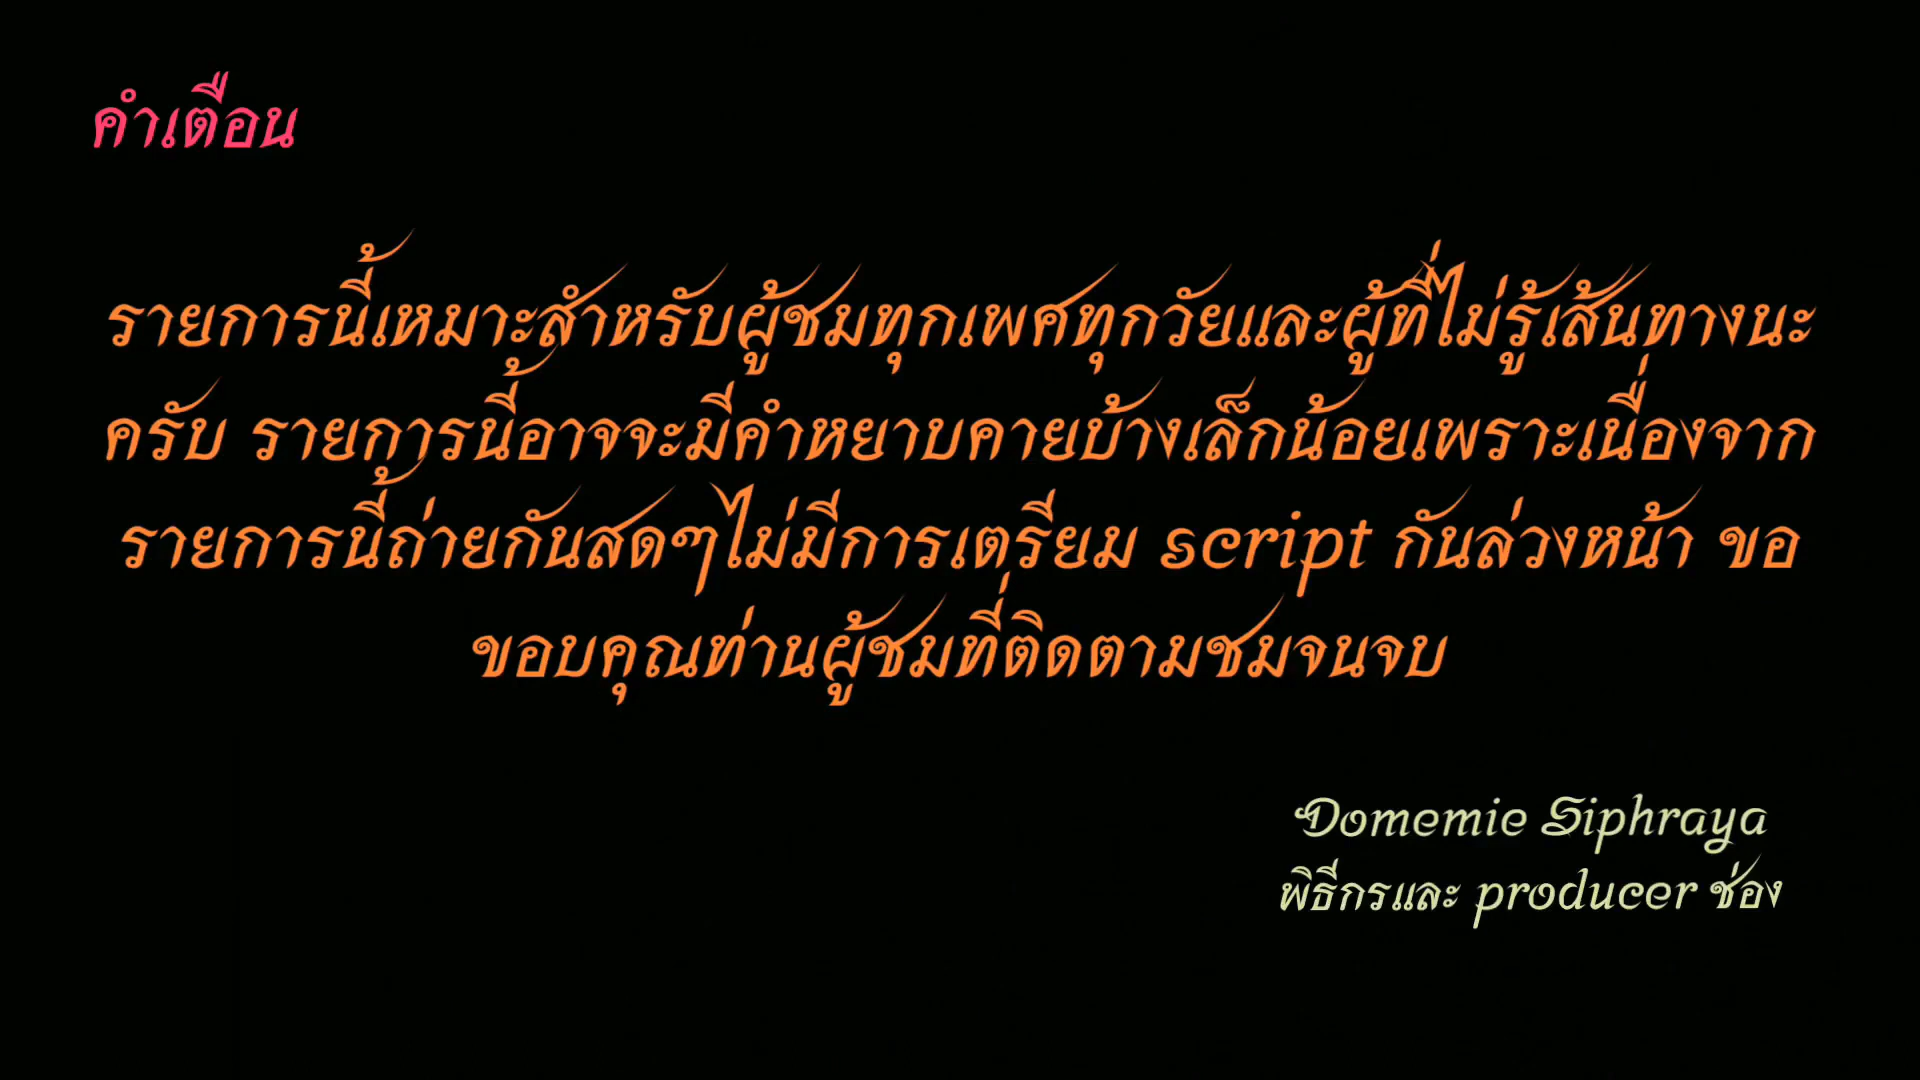 คำเตือน
รายการนี้เหมาะสำหรับผู้ชมทุกเพศทุกวัยและผู้ที่ไม่รู้เส้นทางนะ
ครับ รายการนี้อาจจะมีคำหยาบคายบ้างเล็กน้อยเพราะเนื่องจาก
รายการนี้ถ่ายกันสดๆไม่มีการเตรียม script กันล่วงหน้า ขอ
ขอบคุณท่านผู้ชมที่ติดตามชมจนจบ
Domemie Siphraya
พิธีกรและ producer ช่อง